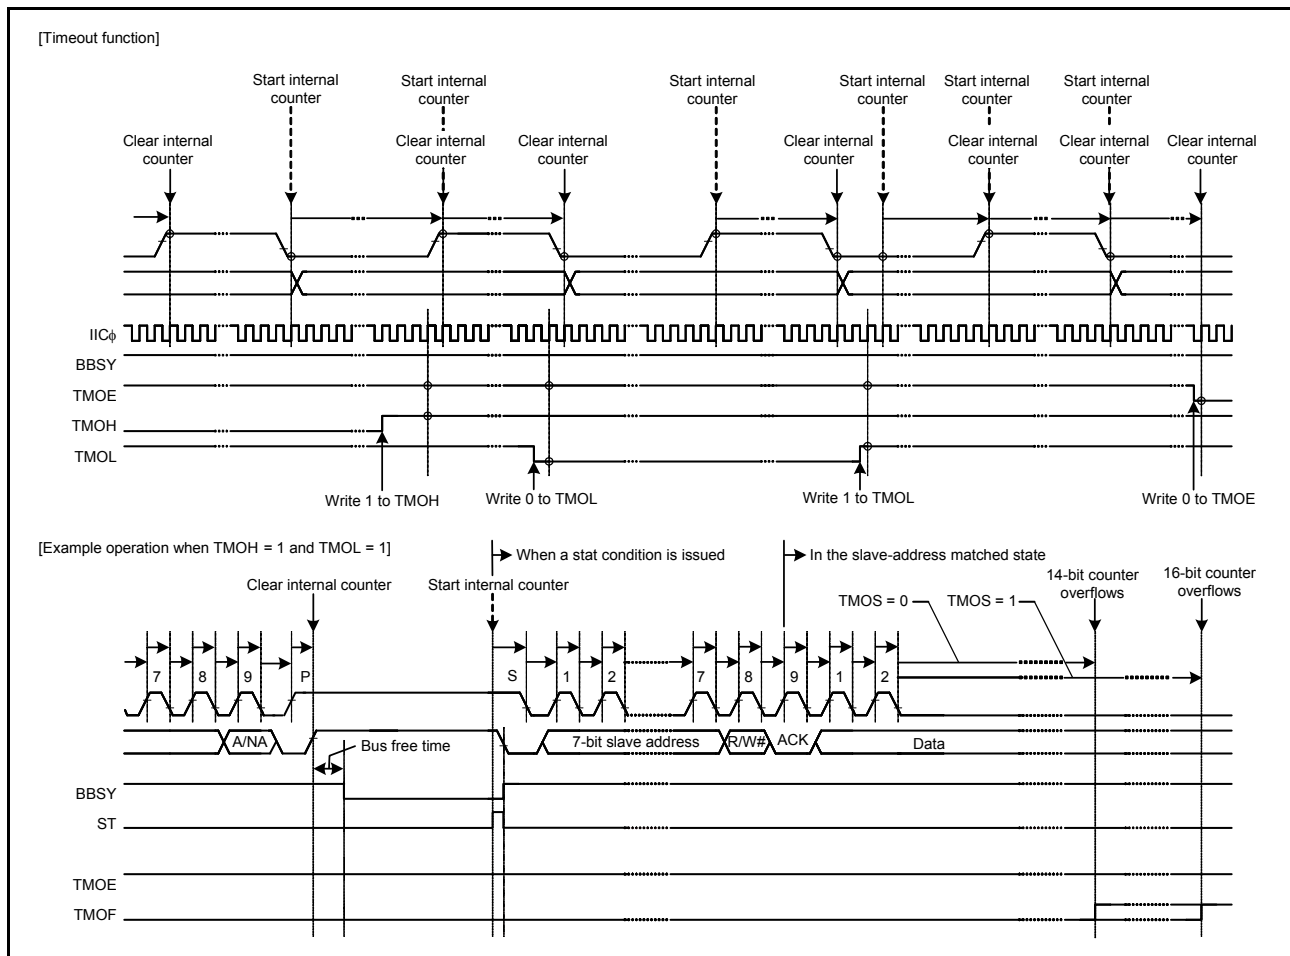 [Timeout function]
Start internal
counter
Start internal
counter
Start internal
counter
Start internal
counter
Start internal
counter
Start internal
counter
Clear internal
counter
Clear internal
counter
Clear internal
counter
Clear internal
counter
Clear internal
counter
Clear internal
counter
Clear internal
counter
IICφ
BBSY
TMOE
TMOH
TMOL
Write 1 to TMOH
Write 0 to TMOL
Write 1 to TMOL
Write 0 to TMOE
[Example operation when TMOH = 1 and TMOL = 1]
When a stat condition is issued
In the slave-address matched state
Clear internal counter
Start internal counter
14-bit counter
overflows
16-bit counter
overflows
TMOS = 0
TMOS = 1
7 8 9 P S 1 2 7 8 9 1 2
A/NA
7-bit slave address
R/W#
ACK
Data
Bus free time
BBSY
ST
TMOE
TMOF